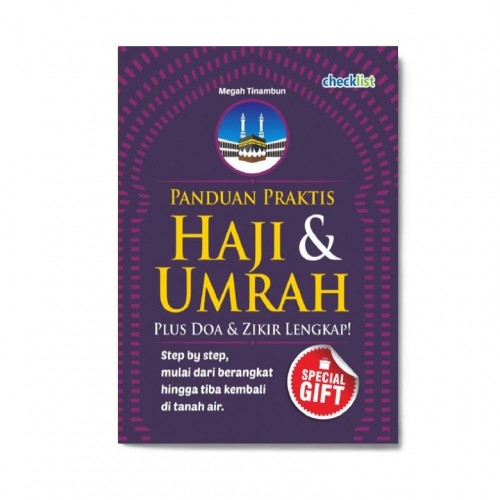 Megah Tinambun
checklist
PANDUAN PRAKTIS
HAJI &
UMRAH
PLUS DOA & ZIKIR LENGKAP!
Step by step,
mulai dari berangkat
hingga tiba kembali
di tanah air.
SPECIAL
GIFT